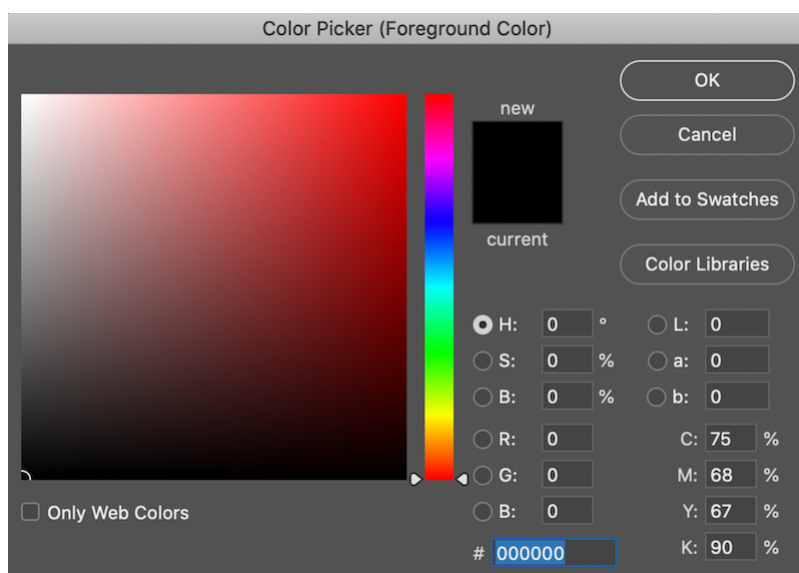 Color Picker (Foreground Color)
new
current
OK
Cancel
Add to Swatches
Color Libraries
H: 0 °
S: 0 %
B: 0 %
R: 0
G: 0
B: 0
# 000000
L: 0
a: 0
b: 0
C: 75 %
M: 68 %
Y: 67 %
K: 90 %
Only Web Colors